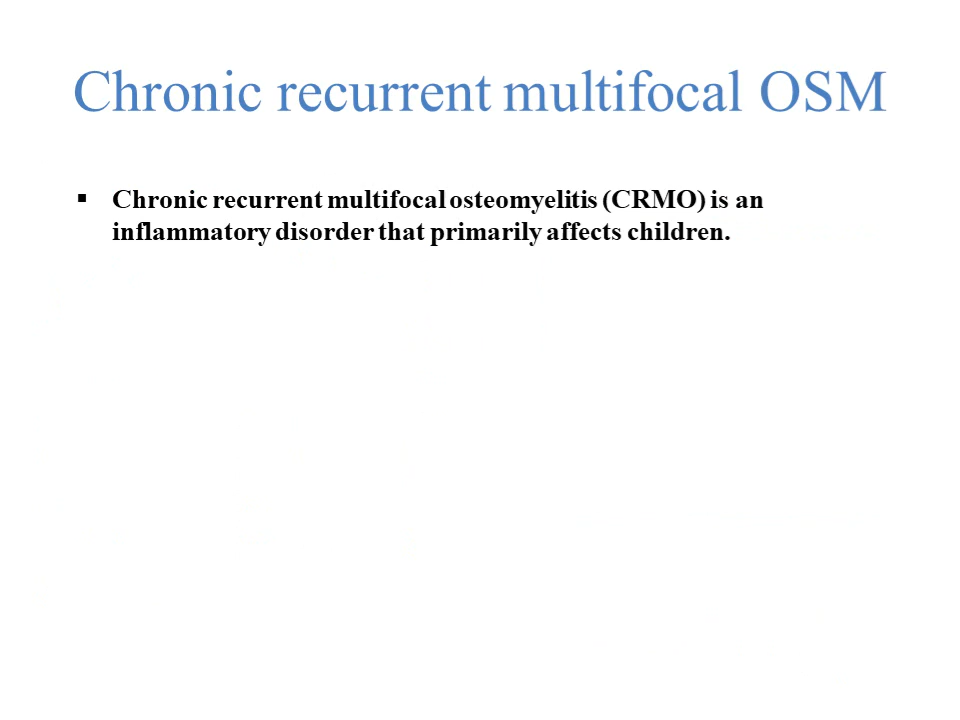 Chronic recurrent multifocal OSM
▪ Chronic recurrent multifocal osteomyelitis (CRMO) is an
inflammatory disorder that primarily affects children.